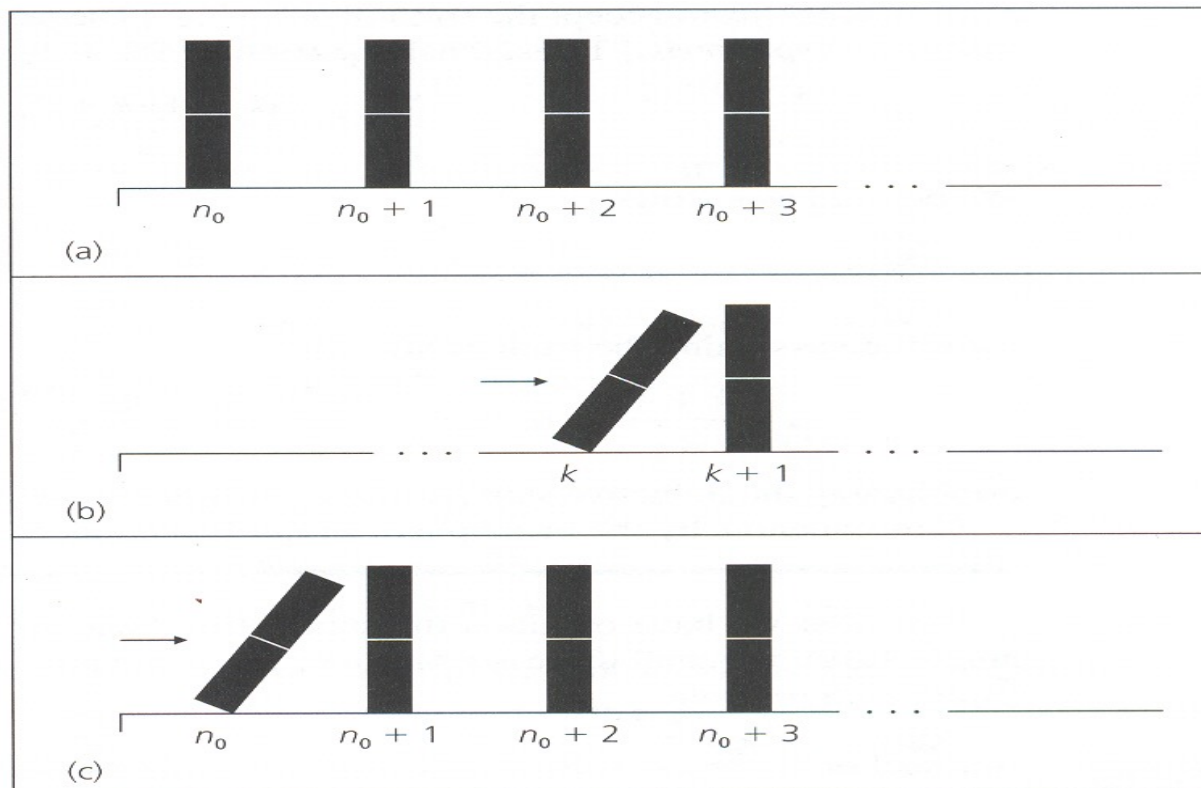 n₀ n₀ + 1 n₀ + 2 n₀ + 3 . . .
(a)
. . . k k + 1 . . .
(b)
n₀ n₀ + 1 n₀ + 2 n₀ + 3 . . .
(c)